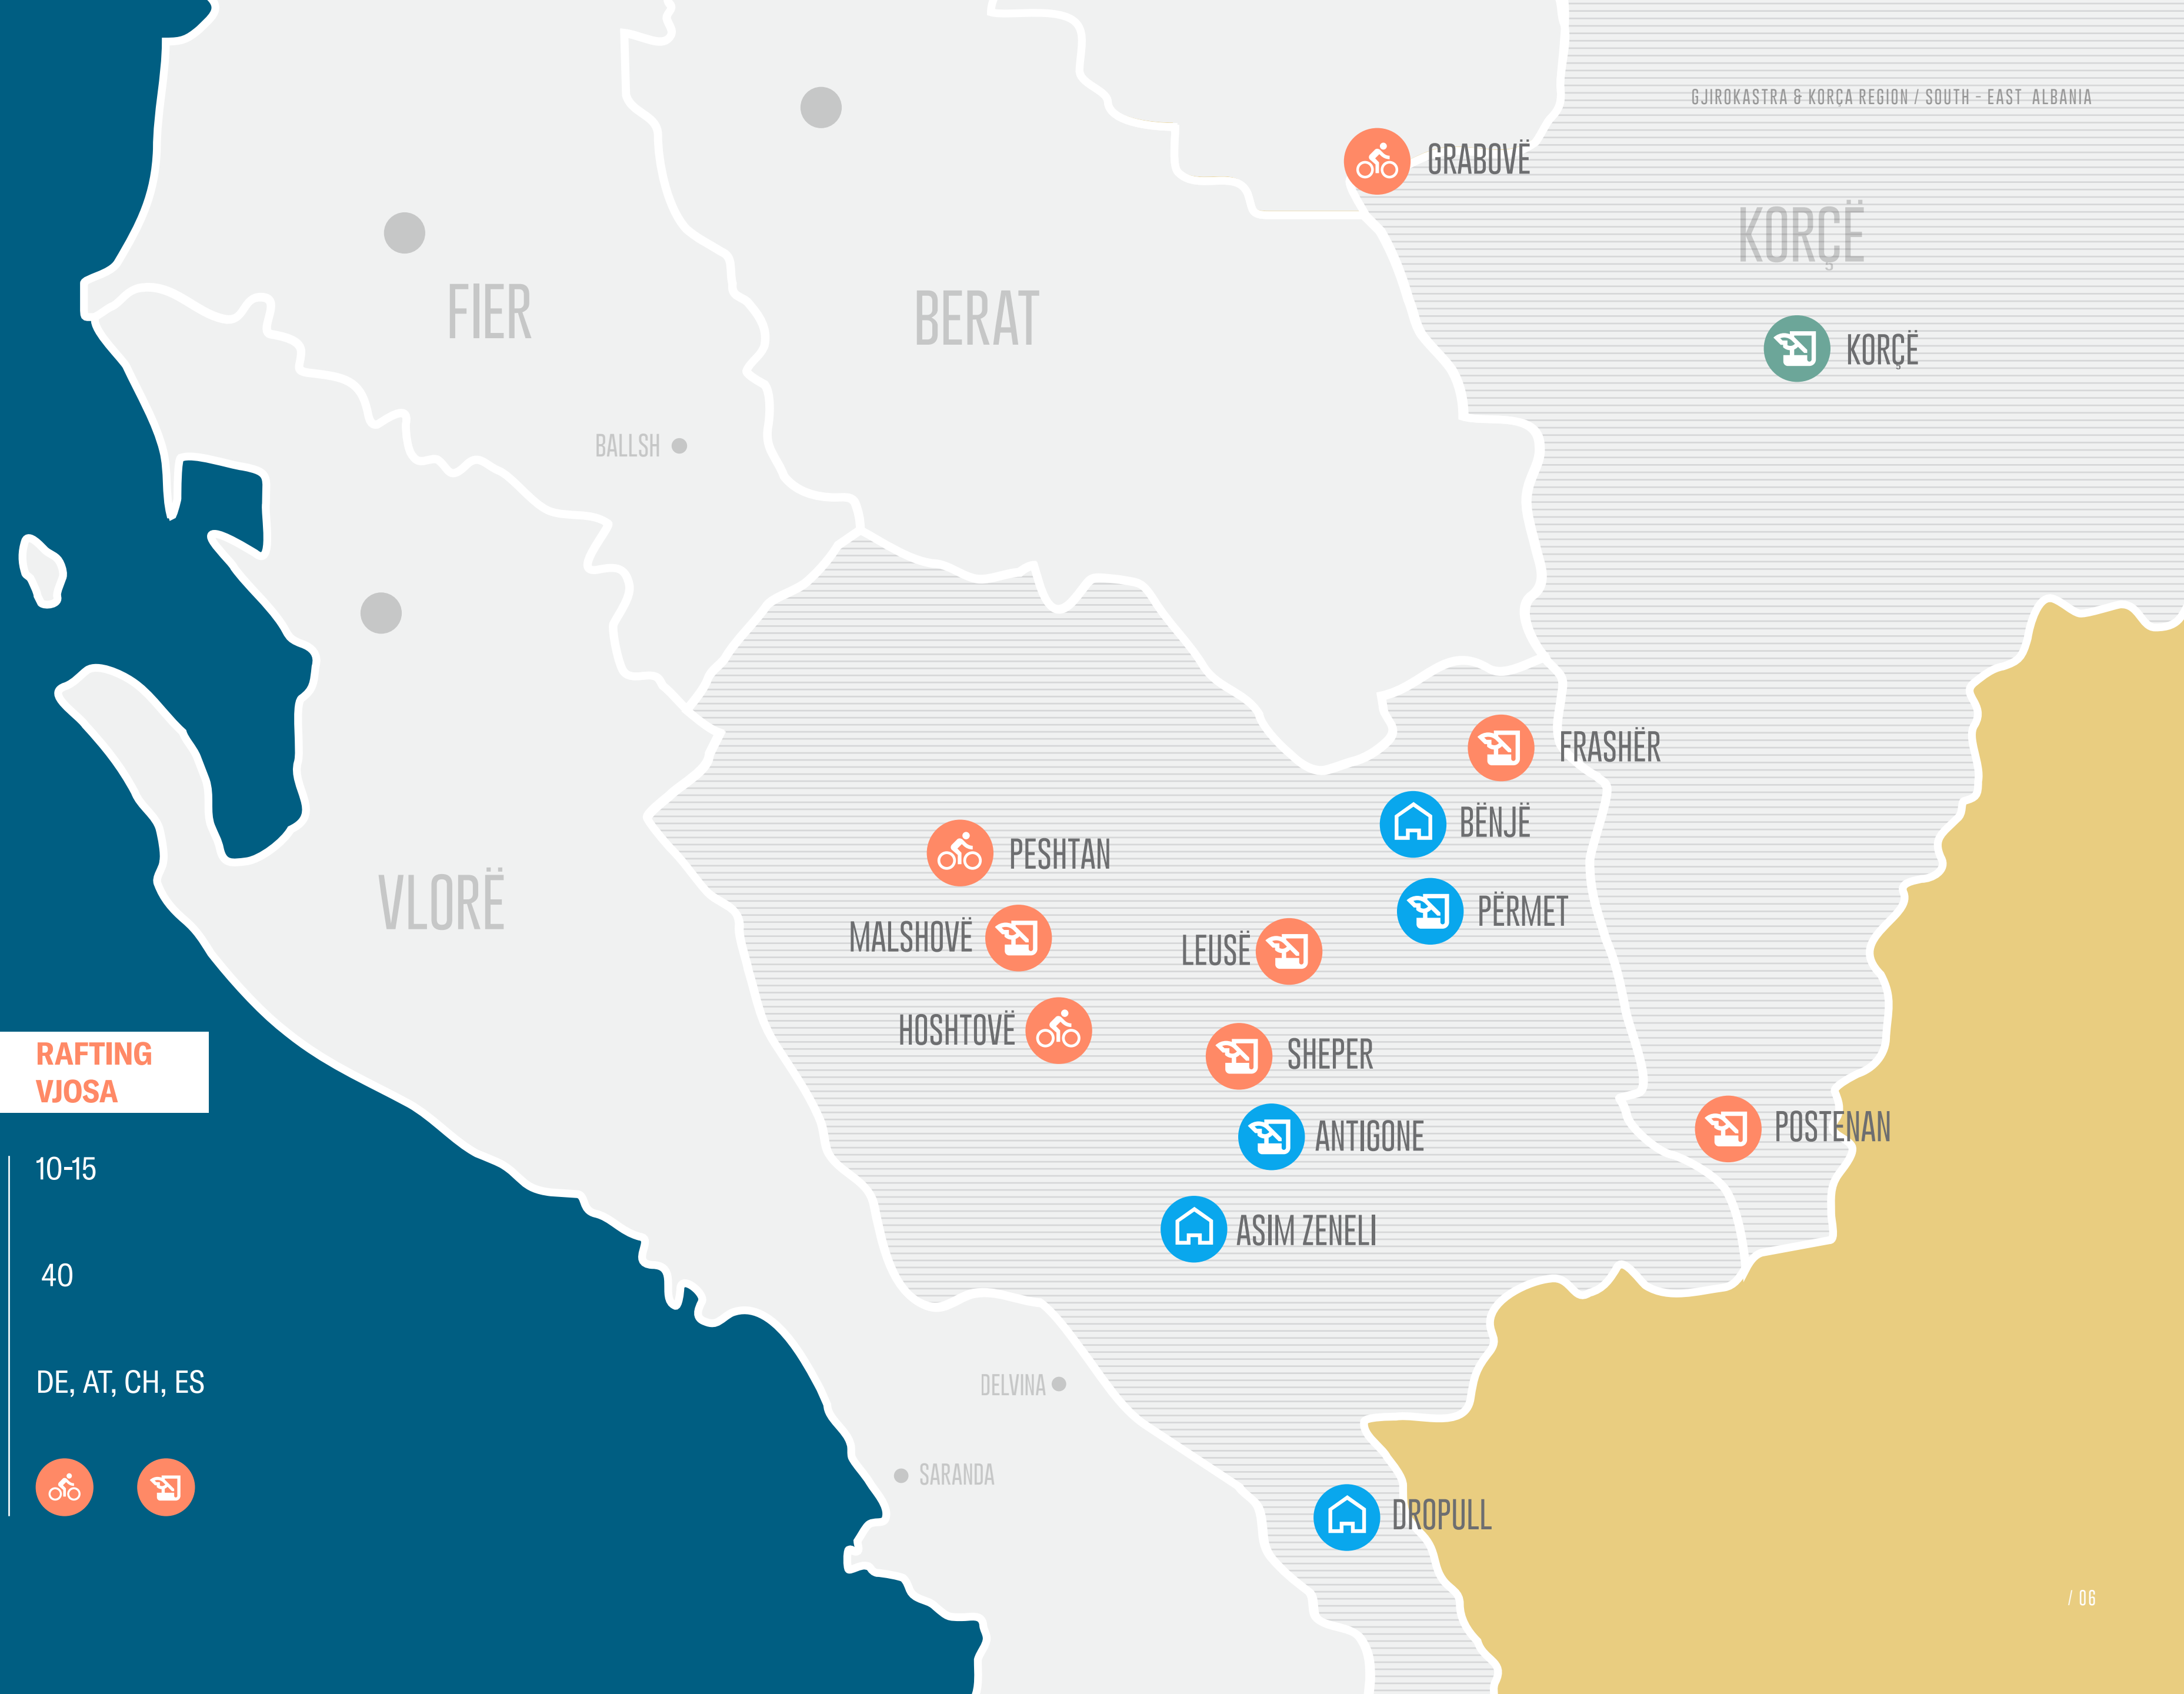 GJIROKASTRA & KORÇA REGION / SOUTH - EAST ALBANIA
GRABOVË
KORÇË
FIER
BERAT
KORÇË
BALLSH
FRASHËR
BËNJË
PESHTAN
VLORË
PËRMET
MALSHOVË
LEUSË
HOSHTOVË
SHEPER
RAFTING
VJOSA
POSTENAN
ANTIGONE
10-15
ASIM ZENELI
40
DE, AT, CH, ES
DELVINA
SARANDA
DROPULL
/ 06